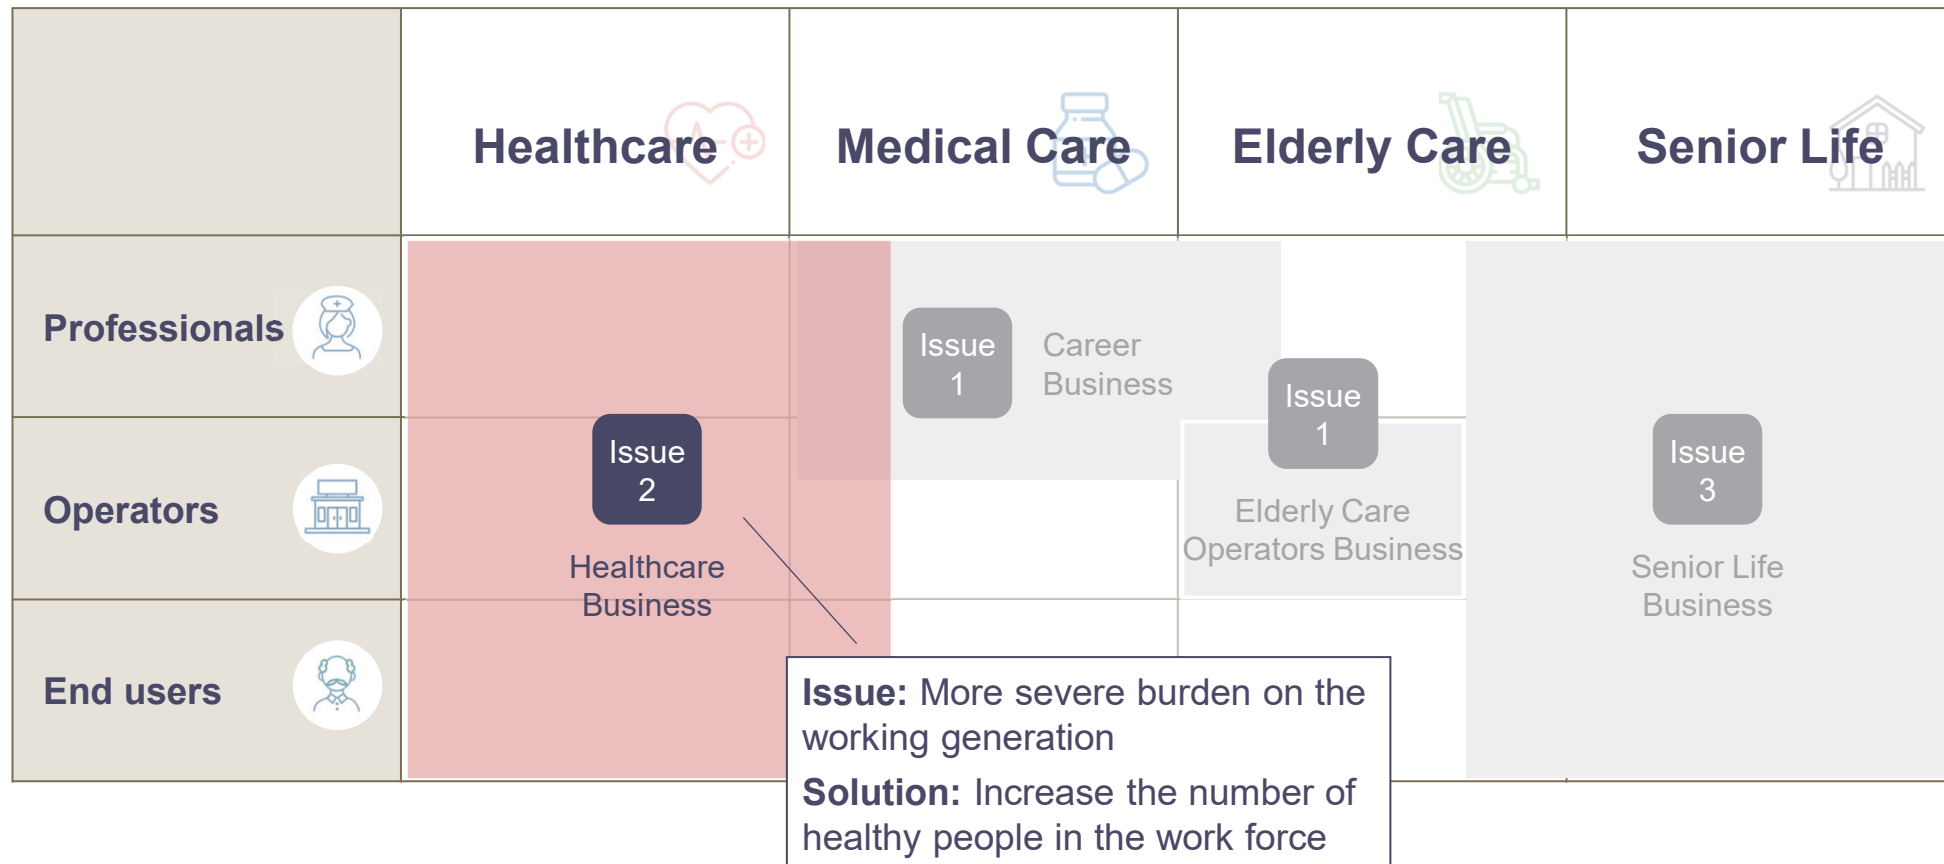 Healthcare
Medical Care
Elderly Care
Senior Life
Professionals
Issue
1
Career
Business
Issue
1
Operators
Issue
2
Healthcare
Business
Elderly Care
Operators Business
Issue
3
Senior Life
Business
End users
Issue: More severe burden on the
working generation
Solution: Increase the number of
healthy people in the work force